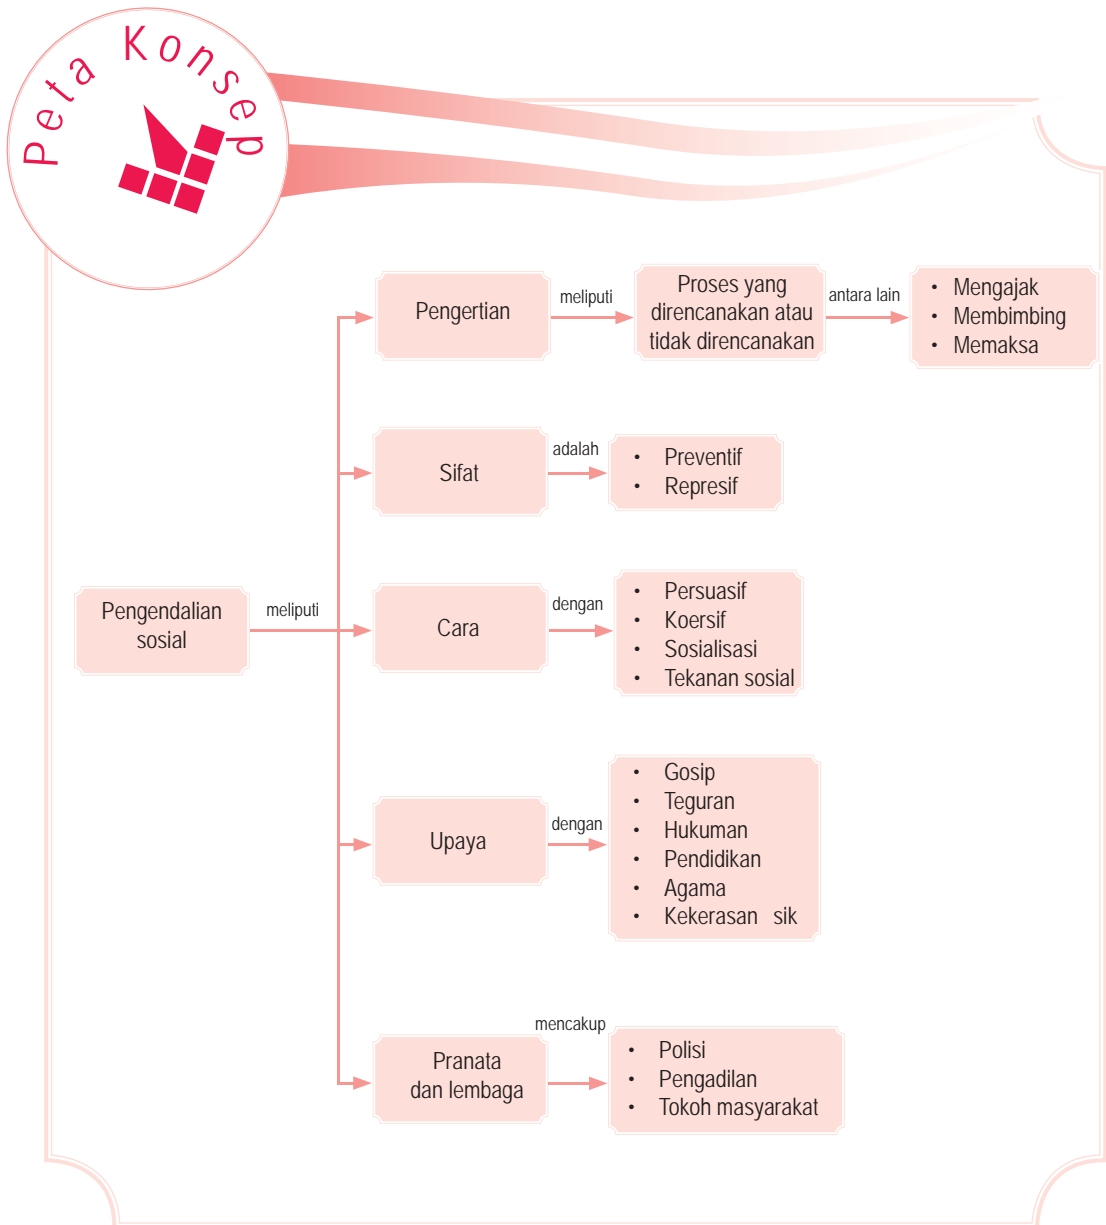 Peta Konsep
Pengertian
meliputi
Proses yang
direncanakan atau
tidak direncanakan
antara lain
• Mengajak
• Membimbing
• Memaksa
Sifat
adalah
• Preventif
• Represif
Pengendalian
sosial
meliputi
Cara
dengan
• Persuasif
• Koersif
• Sosialisasi
• Tekanan sosial
Upaya
dengan
• Gosip
• Teguran
• Hukuman
• Pendidikan
• Agama
• Kekerasan sik
Pranata
dan lembaga
mencakup
• Polisi
• Pengadilan
• Tokoh masyarakat